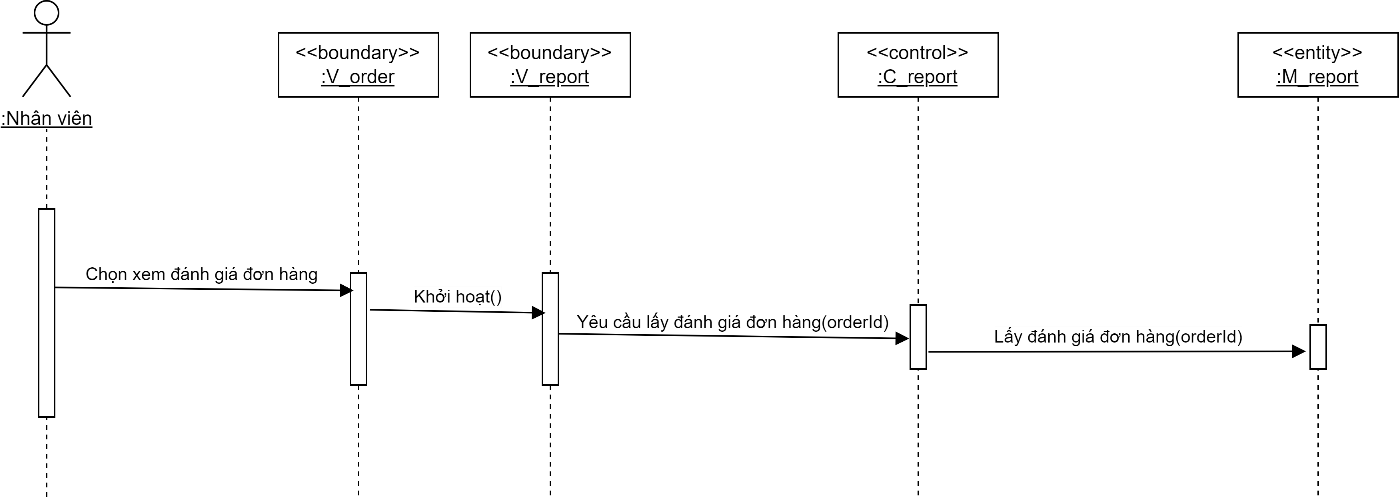 <<boundary>>
:V_order
<<boundary>>
:V_report
<<control>>
:C_report
<<entity>>
:M_report
:Nhân viên
Chọn xem đánh giá đơn hàng
Khởi hoạt()
Yêu cầu lấy đánh giá đơn hàng(orderId)
Lấy đánh giá đơn hàng(orderId)